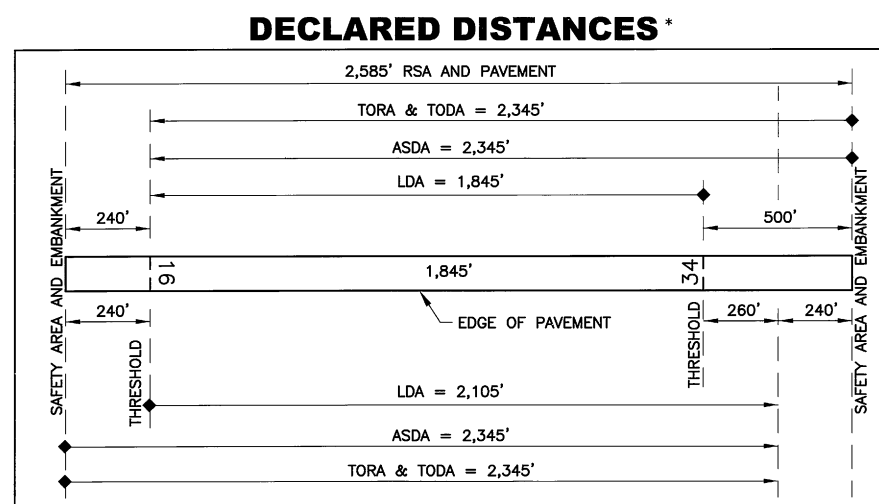 DECLARED DISTANCES *
2,585' RSA AND PAVEMENT
TORA & TODA = 2,345'
ASDA = 2,345'
LDA = 1,845'
240'
500'
SAFETY AREA AND EMBANKMENT
16
1,845'
34
SAFETY AREA AND EMBANKMENT
240'
EDGE OF PAVEMENT
260'
240'
THRESHOLD
THRESHOLD
LDA = 2,105'
ASDA = 2,345'
TORA & TODA = 2,345'